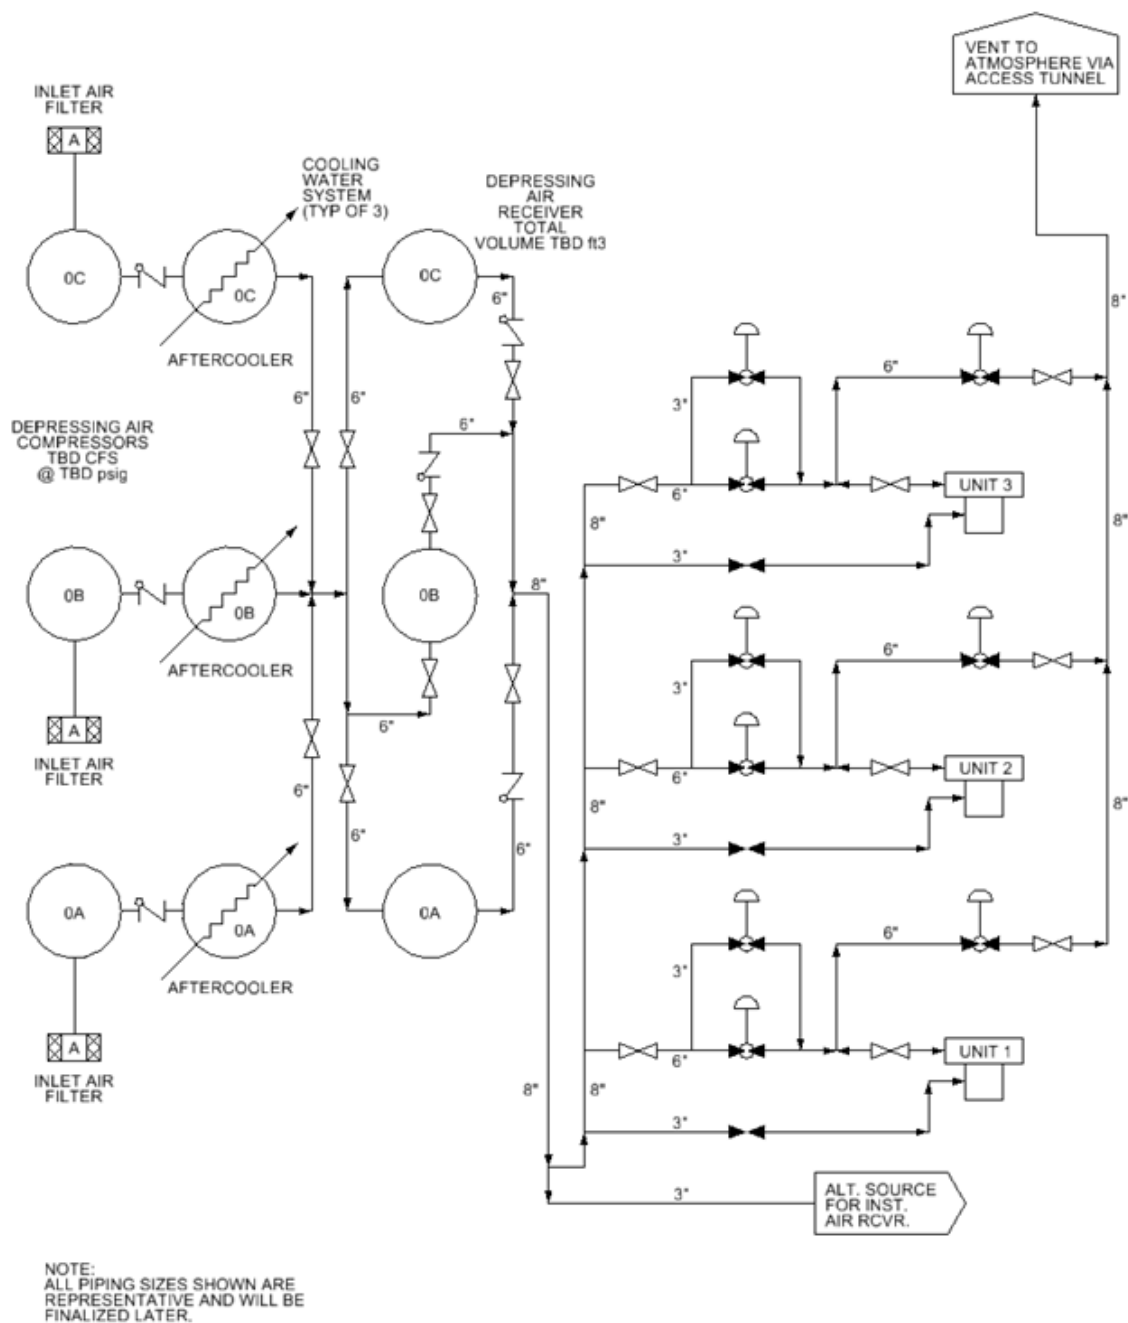 VENT TO
ATMOSPHERE VIA
ACCESS TUNNEL
INLET AIR
FILTER
A
COOLING
WATER
SYSTEM
(TYP OF 3)
DEPRESSING
AIR
RECEIVER
TOTAL
VOLUME TBD ft3
0C
0C
0C
AFTERCOOLER
6"
8"
6"
6"
6"
3"
DEPRESSING AIR
COMPRESSORS
TBD CFS
@ TBD psig
6"
6"
UNIT 3
8"
8"
3"
0B
0B
0B
8"
AFTERCOOLER
6"
3"
A
INLET AIR
FILTER
6"
6"
UNIT 2
6"
8"
8"
3"
6"
6"
0A
0A
0A
AFTERCOOLER
6"
3"
A
INLET AIR
FILTER
6"
UNIT 1
8"
8"
3"
3"
ALT. SOURCE
FOR INST.
AIR RCVR.
NOTE:
ALL PIPING SIZES SHOWN ARE
REPRESENTATIVE AND WILL BE
FINALIZED LATER.